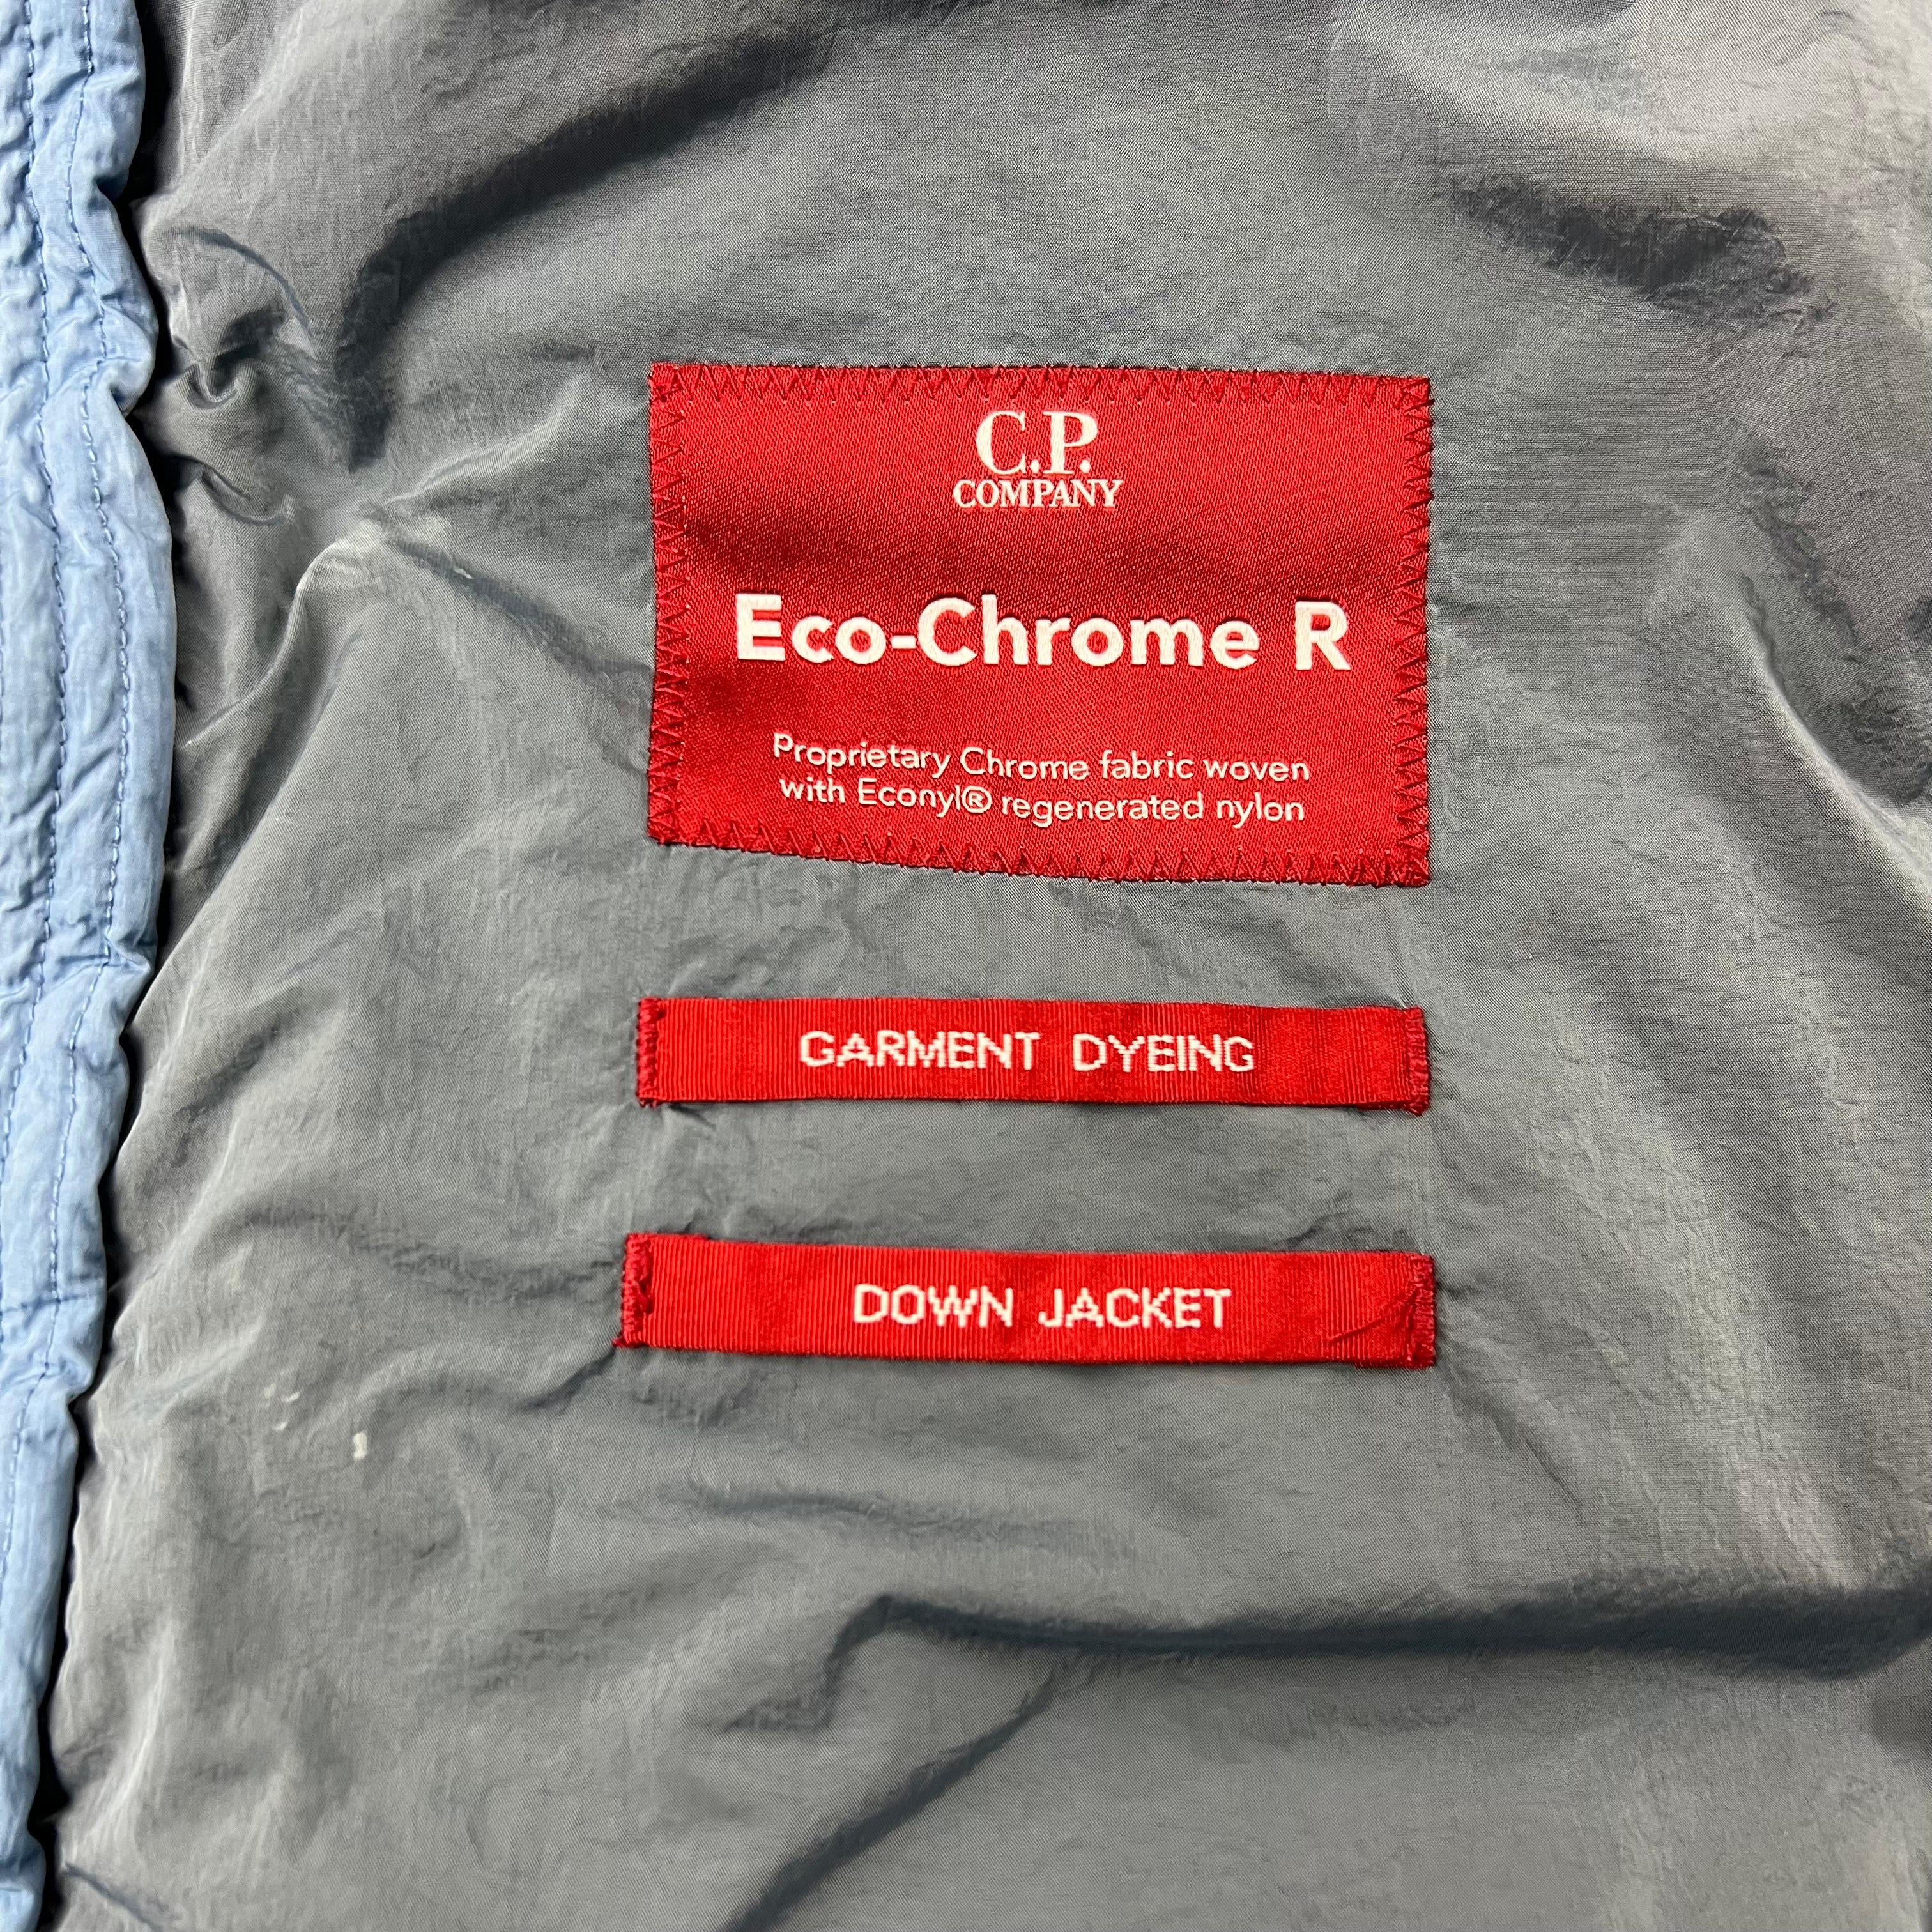 C.P.
COMPANY
Eco-Chrome R
Proprietary Chrome fabric woven
with Econyl® regenerated nylon
GARMENT DYEING
DOWN JACKET